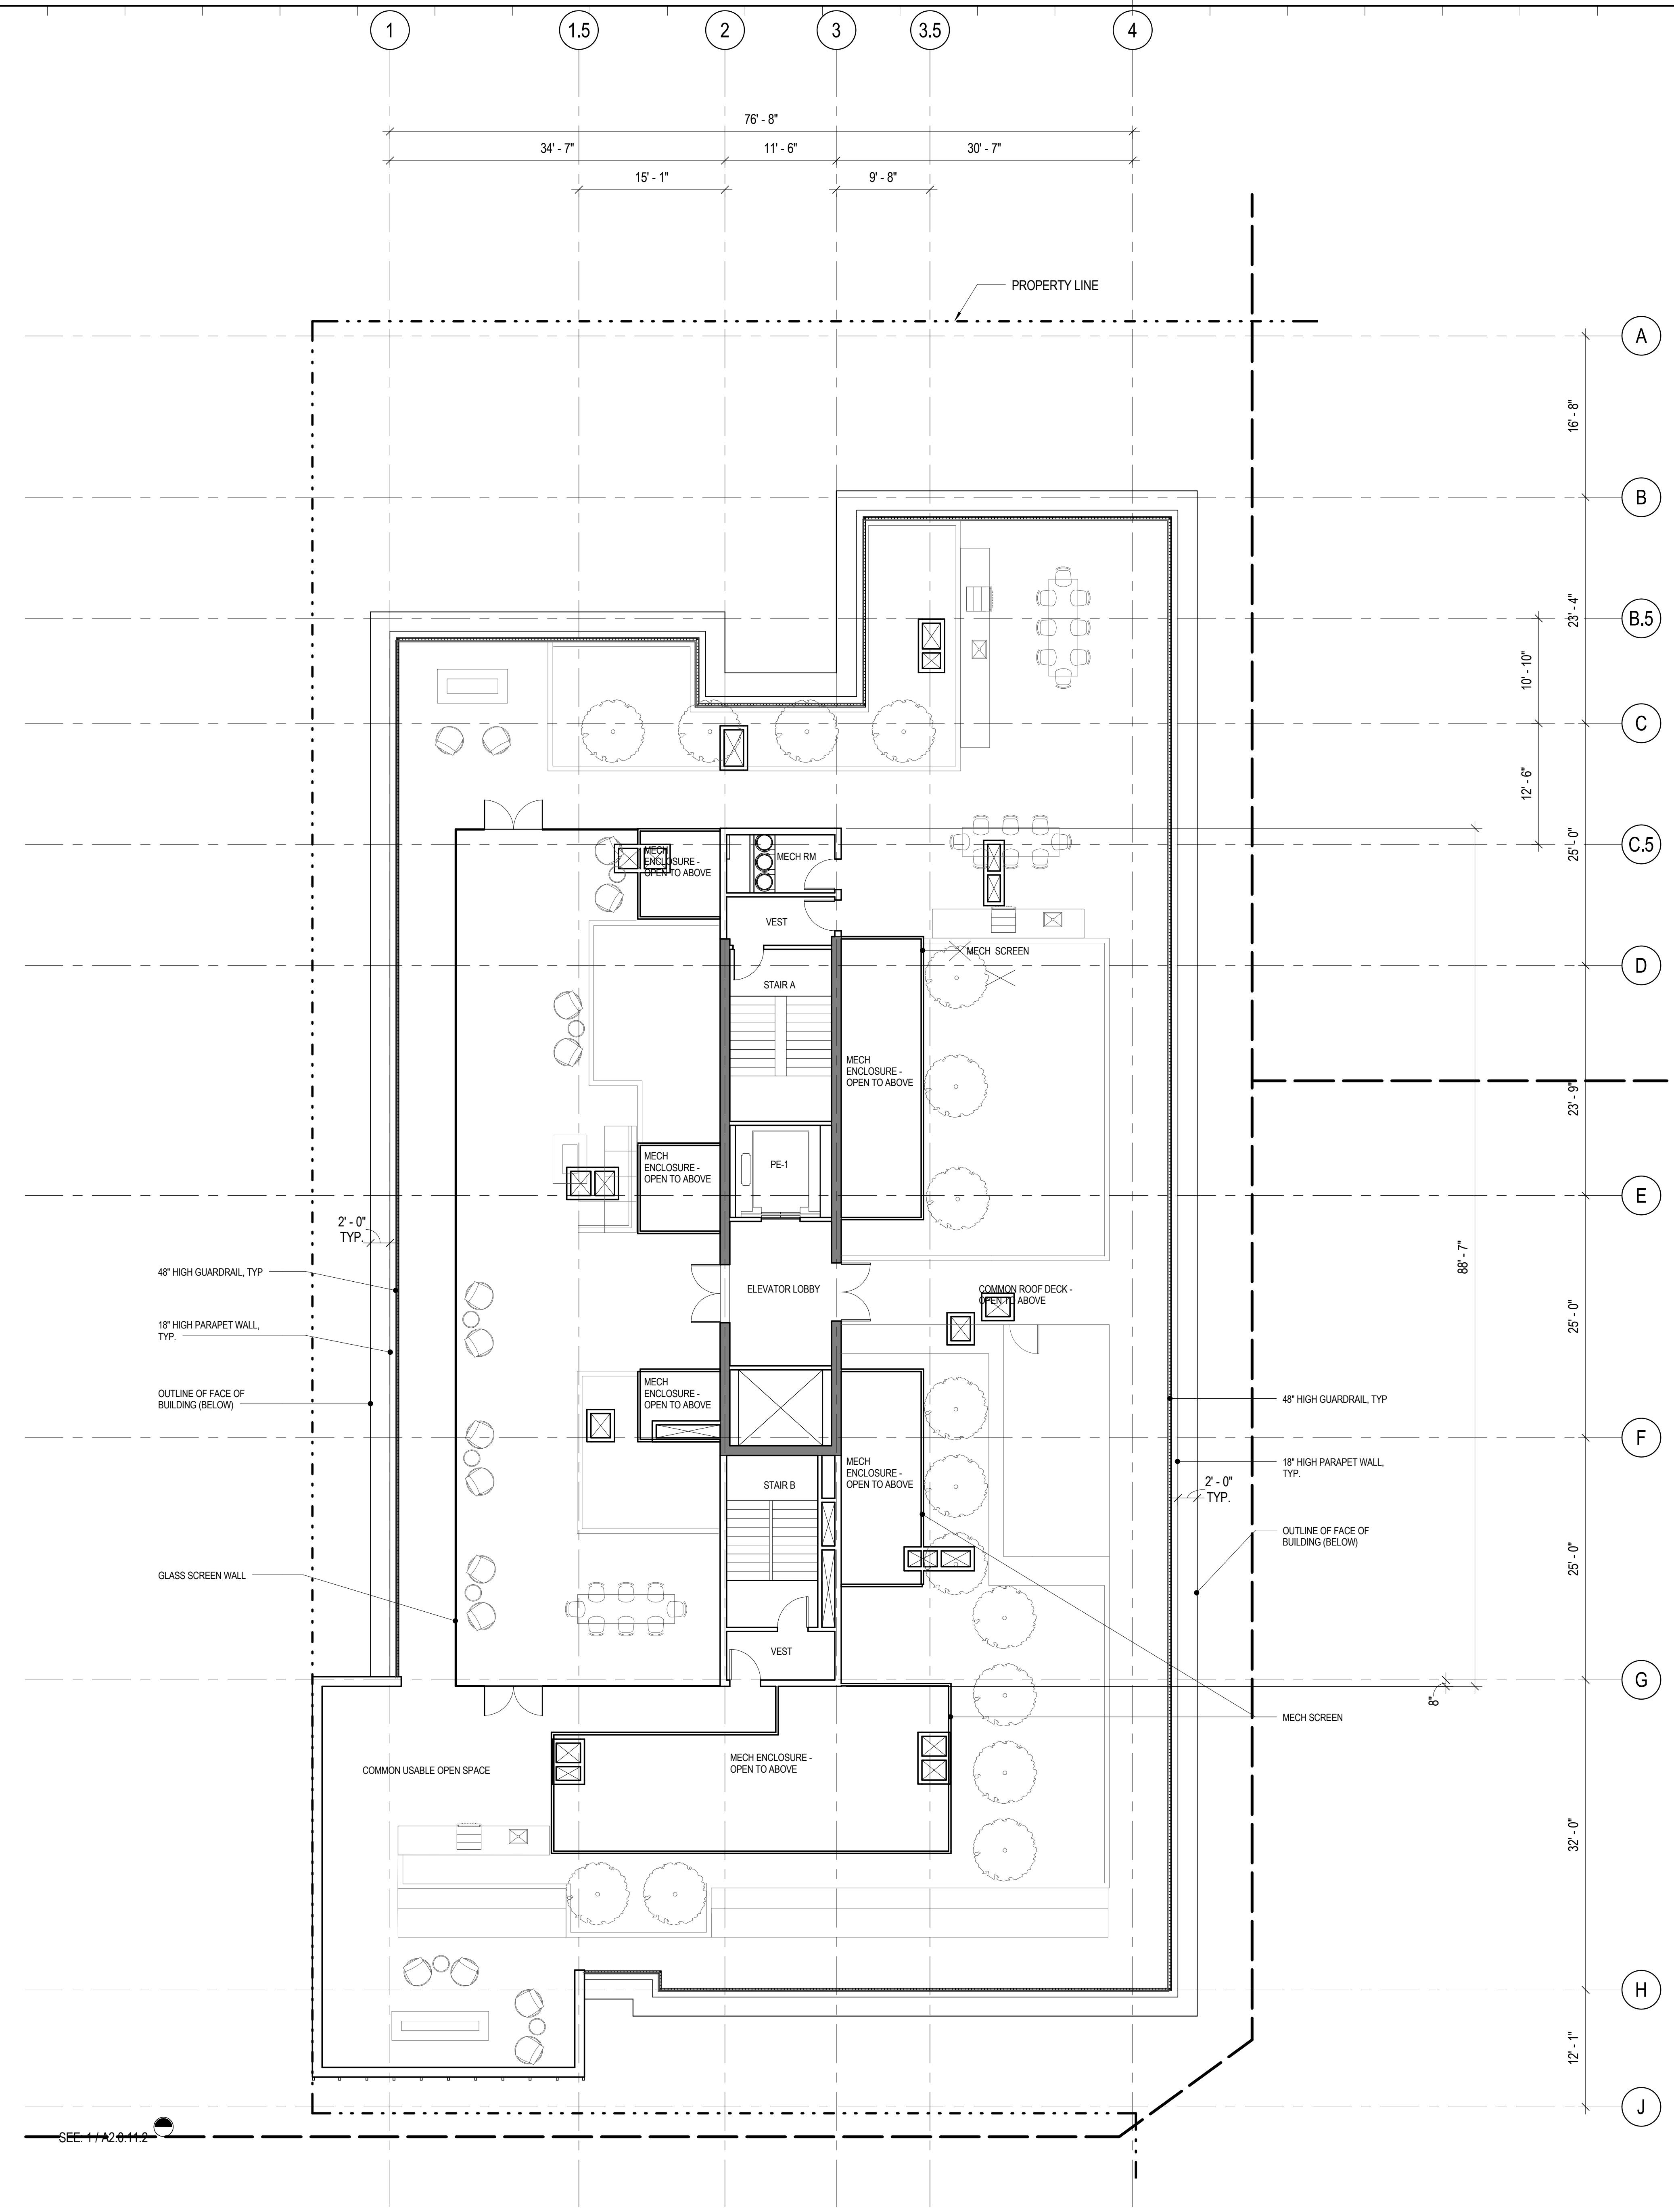 1
1.5
2
3
3.5
4
76' - 8"
34' - 7"
11' - 6"
30' - 7"
15' - 1"
9' - 8"
PROPERTY LINE
A
16' - 8"
B
23' - 4"
B.5
10' - 10"
C
12' - 6"
25' - 0"
C.5
MECH
ENCLOSURE -
OPEN TO ABOVE
MECH RM
VEST
MECH SCREEN
D
STAIR A
MECH
ENCLOSURE -
OPEN TO ABOVE
23' - 9"
MECH
ENCLOSURE -
OPEN TO ABOVE
PE-1
E
2' - 0"
TYP.
88' - 7"
48" HIGH GUARDRAIL, TYP
ELEVATOR LOBBY
COMMON ROOF DECK -
OPEN TO ABOVE
25' - 0"
18" HIGH PARAPET WALL,
TYP.
OUTLINE OF FACE OF
BUILDING (BELOW)
MECH
ENCLOSURE -
OPEN TO ABOVE
48" HIGH GUARDRAIL, TYP
F
MECH
ENCLOSURE -
OPEN TO ABOVE
18" HIGH PARAPET WALL,
TYP.
STAIR B
2' - 0"
TYP.
OUTLINE OF FACE OF
BUILDING (BELOW)
25' - 0"
GLASS SCREEN WALL
VEST
G
8"
MECH SCREEN
COMMON USABLE OPEN SPACE
MECH ENCLOSURE -
OPEN TO ABOVE
32' - 0"
H
12' - 1"
J
SEE: 1 / A2.0.11.2